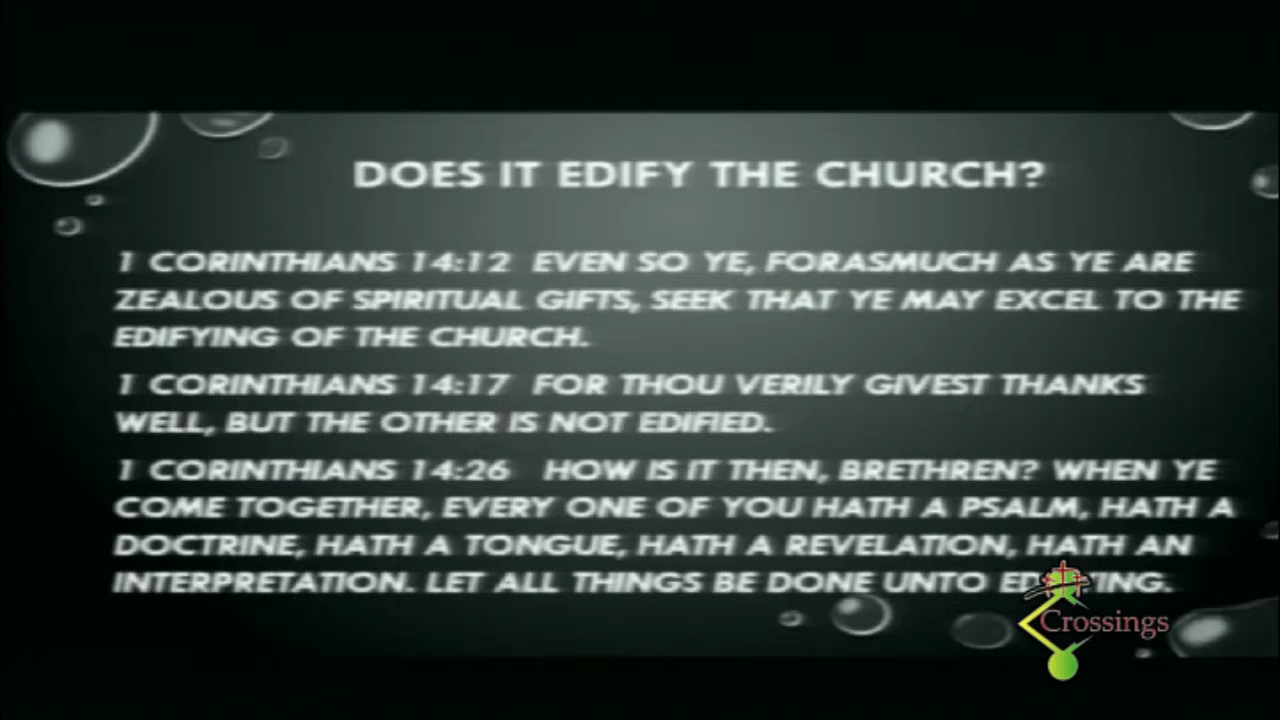 DOES IT EDIFY THE CHURCH?
1 CORINTHIANS 14:12 EVEN SO YE, FORASMUCH AS YE ARE
ZEALOUS OF SPIRITUAL GIFTS, SEEK THAT YE MAY EXCEL TO THE
EDIFYING OF THE CHURCH.
1 CORINTHIANS 14:17 FOR THOU VERILY GIVEST THANKS
WELL, BUT THE OTHER IS NOT EDIFIED.
1 CORINTHIANS 14:26 HOW IS IT THEN, BRETHREN? WHEN YE
COME TOGETHER, EVERY ONE OF YOU HATH A PSALM, HATH A
DOCTRINE, HATH A TONGUE, HATH A REVELATION, HATH AN
INTERPRETATION. LET ALL THINGS BE DONE UNTO EDIFYING.
Crossings